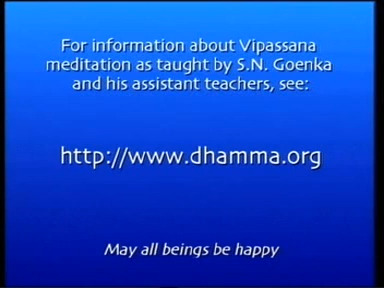 For information about Vipassana
meditation as taught by S.N. Goenka
and his assistant teachers, see:
http://www.dhamma.org
May all beings be happy